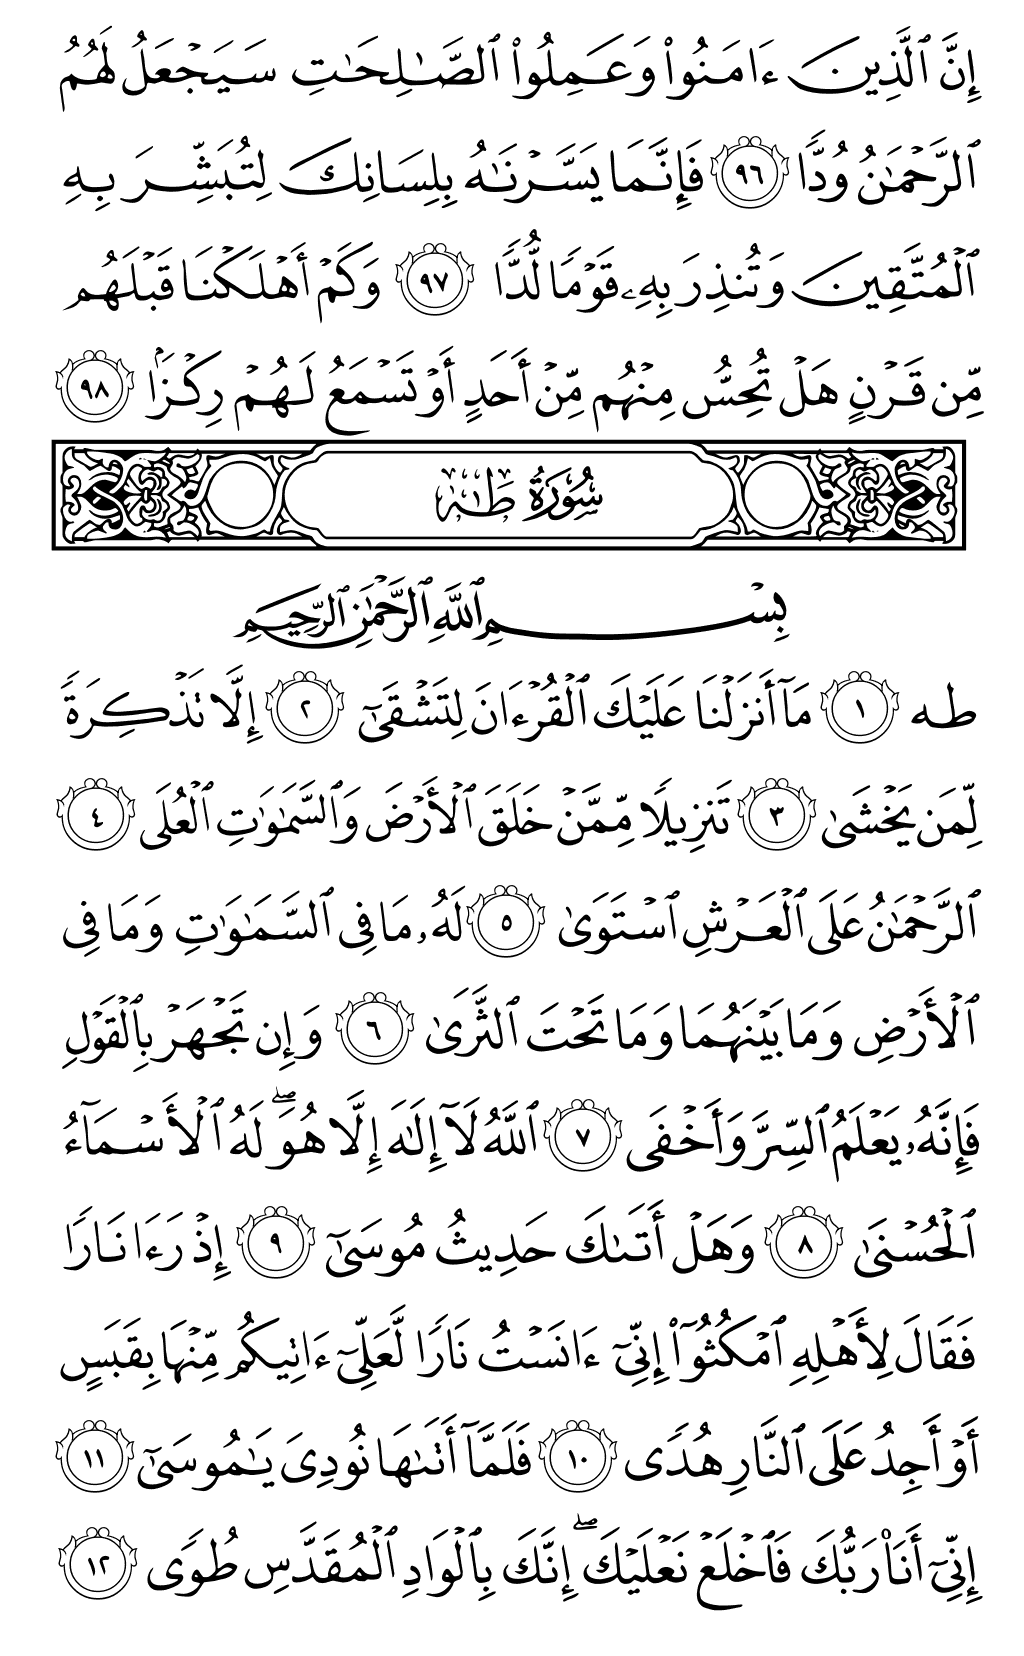 إِنَّ ٱلَّذِينَ ءَامَنُوا۟ وَعَمِلُوا۟ ٱلصَّـٰلِحَـٰتِ سَيَجْعَلُ لَهُمُ
ٱلرَّحْمَـٰنُ وُدًّا ٩٦ فَإِنَّمَا يَسَّرْنَـٰهُ بِلِسَانِكَ لِتُبَشِّرَ بِهِ
ٱلْمُتَّقِينَ وَتُنذِرَ بِهِۦ قَوْمًا لُّدًّا ٩٧ وَكَمْ أَهْلَكْنَا قَبْلَهُم
مِّن قَرْنٍ هَلْ تُحِسُّ مِنْهُم مِّنْ أَحَدٍ أَوْ تَسْمَعُ لَهُمْ رِكْزًۢا ٩٨
سُورَةُ طه
بِسْمِ ٱللَّهِ ٱلرَّحْمَـٰنِ ٱلرَّحِيمِ
طه ١ مَآ أَنزَلْنَا عَلَيْكَ ٱلْقُرْءَانَ لِتَشْقَىٰٓ ٢ إِلَّا تَذْكِرَةً
لِّمَن يَخْشَىٰ ٣ تَنزِيلًا مِّمَّنْ خَلَقَ ٱلْأَرْضَ وَٱلسَّمَـٰوَٰتِ ٱلْعُلَى ٤
ٱلرَّحْمَـٰنُ عَلَى ٱلْعَرْشِ ٱسْتَوَىٰ ٥ لَهُۥ مَا فِى ٱلسَّمَـٰوَٰتِ وَمَا فِى
ٱلْأَرْضِ وَمَا بَيْنَهُمَا وَمَا تَحْتَ ٱلثَّرَىٰ ٦ وَإِن تَجْهَرْ بِٱلْقَوْلِ
فَإِنَّهُۥ يَعْلَمُ ٱلسِّرَّ وَأَخْفَى ٧ ٱللَّهُ لَآ إِلَـٰهَ إِلَّا هُوَ ۖ لَهُ ٱلْأَسْمَآءُ
ٱلْحُسْنَىٰ ٨ وَهَلْ أَتَىٰكَ حَدِيثُ مُوسَىٰٓ ٩ إِذْ رَءَا نَارًا
فَقَالَ لِأَهْلِهِ ٱمْكُثُوٓا۟ إِنِّىٓ ءَانَسْتُ نَارًا لَّعَلِّىٓ ءَاتِيكُم مِّنْهَا بِقَبَسٍ
أَوْ أَجِدُ عَلَى ٱلنَّارِ هُدًى ١٠ فَلَمَّآ أَتَىٰهَا نُودِىَ يَـٰمُوسَىٰٓ ١١
إِنِّىٓ أَنَا۠ رَبُّكَ فَٱخْلَعْ نَعْلَيْكَ ۖ إِنَّكَ بِٱلْوَادِ ٱلْمُقَدَّسِ طُوًى ١٢